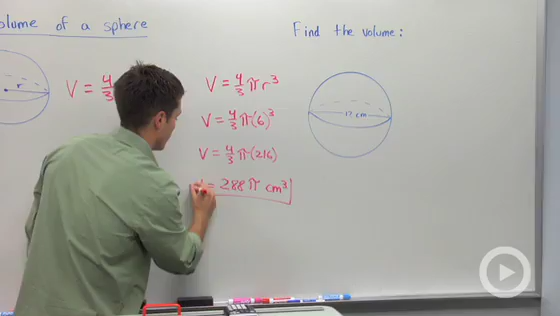 olume of a sphere
r
V = 4/3
V = 4/3 π r³
V = 4/3 π (6)³
V = 4/3 π (216)
= 288 π cm³
Find the volume:
12 cm